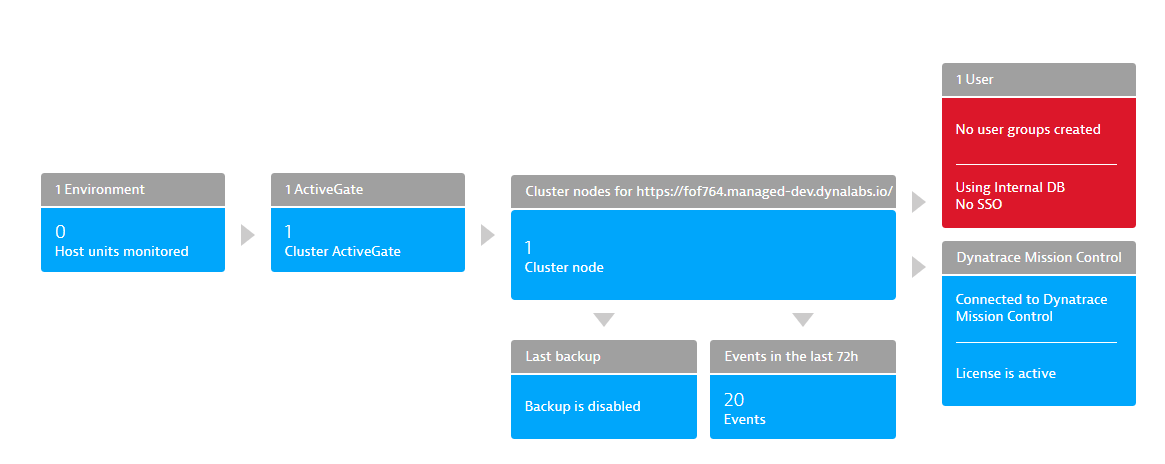 1 Environment
0
Host units monitored
1 ActiveGate
1
Cluster ActiveGate
Cluster nodes for https://fof764.managed-dev.dynalabs.io/
1
Cluster node
Last backup
Backup is disabled
Events in the last 72h
20
Events
1 User
No user groups created
Using Internal DB
No SSO
Dynatrace Mission Control
Connected to Dynatrace
Mission Control
License is active